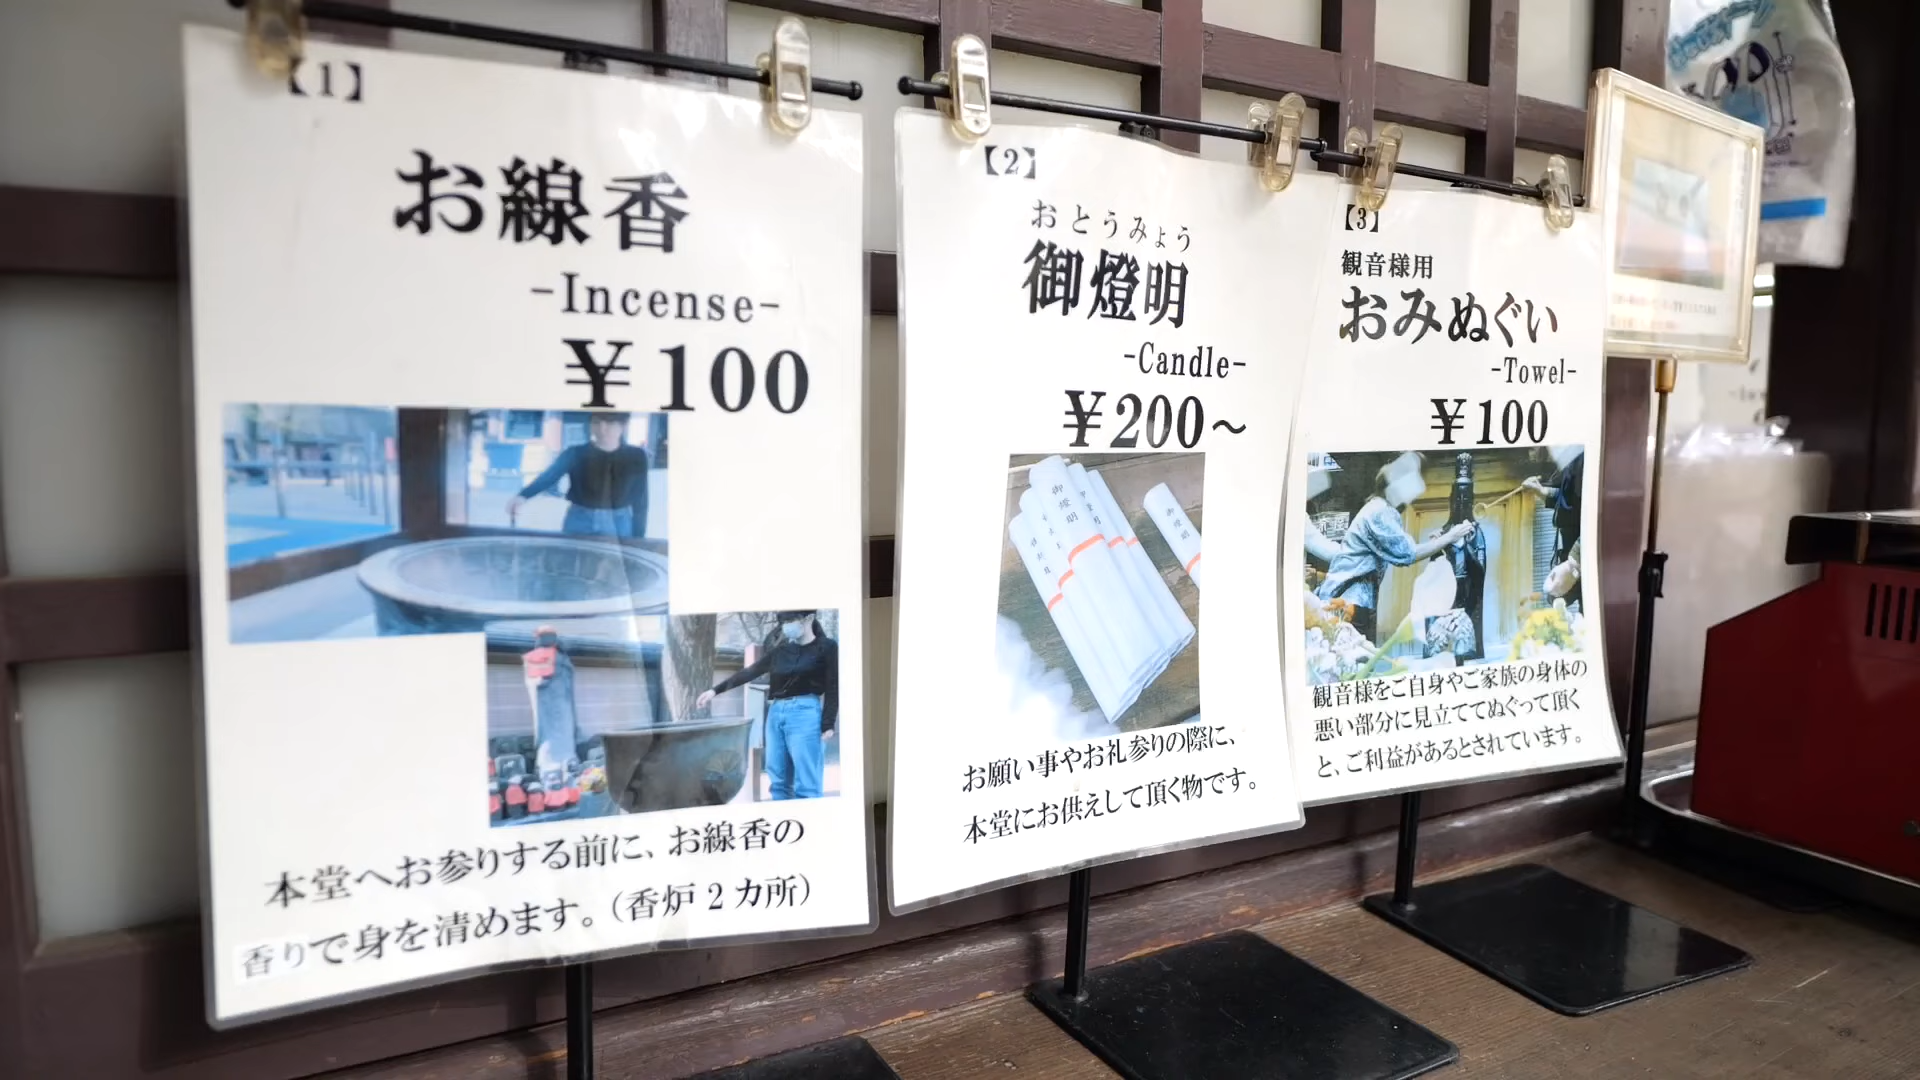 【1】
お線香
-Incense-
¥100
本堂へお参りする前に、お線香の
香りで身を清めます。(香炉2カ所)
【2】
おとうみょう
御燈明
-Candle-
¥200～
御燈明
御燈明
お願い事やお礼参りの際に、
本堂にお供えして頂く物です。
【3】
観音様用
おみぬぐい
-Towel-
¥100
観音様をご自身やご家族の身体の
悪い部分に見立ててぬぐって頂く
と、ご利益があるとされています。